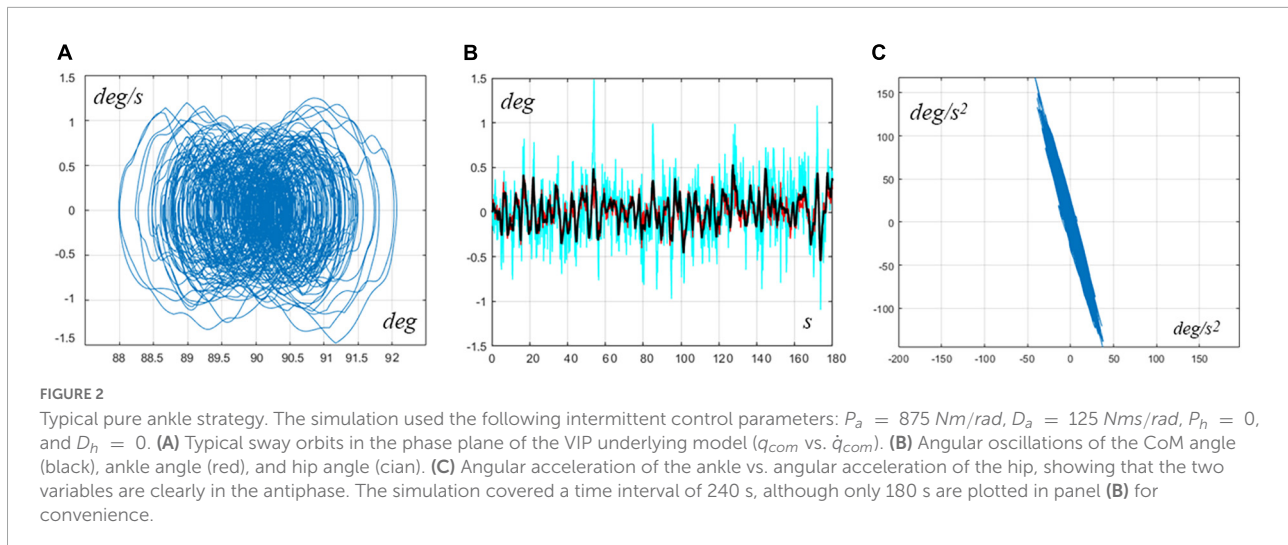 A
B
C
1.5
1
0.5
0
-0.5
-1
-1.5
deg/s
deg
88 88.5 89 89.5 90 90.5 91 91.5 92
1.5
1
0.5
0
-0.5
-1
-1.5
deg
s
0 20 40 60 80 100 120 140 160 180
150
100
50
0
-50
-100
deg/s²
deg/s²
-200 -150 -100 -50 0 50 100 150
FIGURE 2
Typical pure ankle strategy. The simulation used the following intermittent control parameters: Pₐ = 875 Nm/rad, Dₐ = 125 Nms/rad, Pₕ = 0,
and Dₕ = 0. (A) Typical sway orbits in the phase plane of the VIP underlying model (q_com vs. q̇_com). (B) Angular oscillations of the CoM angle
(black), ankle angle (red), and hip angle (cian). (C) Angular acceleration of the ankle vs. angular acceleration of the hip, showing that the two
variables are clearly in the antiphase. The simulation covered a time interval of 240 s, although only 180 s are plotted in panel (B) for
convenience.